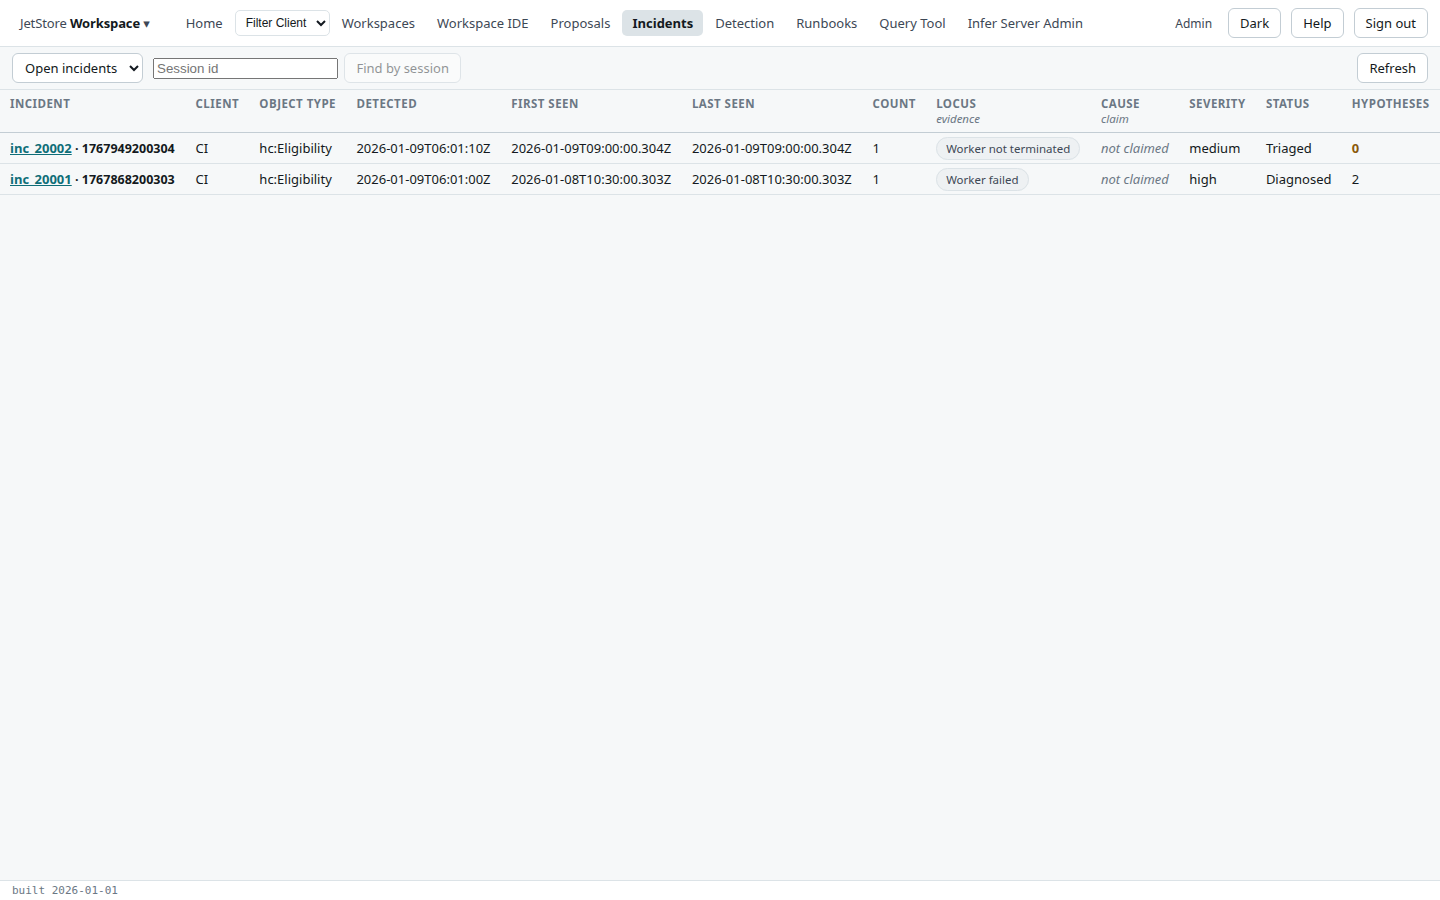 JetStore Workspace ▾ Home Filter Client Workspaces Workspace IDE Proposals Incidents Detection Runbooks Query Tool Infer Server Admin Admin Dark Help Sign out
Open incidents Session id Find by session Refresh
INCIDENT CLIENT OBJECT TYPE DETECTED FIRST SEEN LAST SEEN COUNT LOCUS CAUSE SEVERITY STATUS HYPOTHESES
evidence claim
inc_20002 · 1767949200304 CI hc:Eligibility 2026-01-09T06:01:10Z 2026-01-09T09:00:00.304Z 2026-01-09T09:00:00.304Z 1 Worker not terminated not claimed medium Triaged 0
inc_20001 · 1767868200303 CI hc:Eligibility 2026-01-09T06:01:00Z 2026-01-08T10:30:00.303Z 2026-01-08T10:30:00.303Z 1 Worker failed not claimed high Diagnosed 2
built 2026-01-01